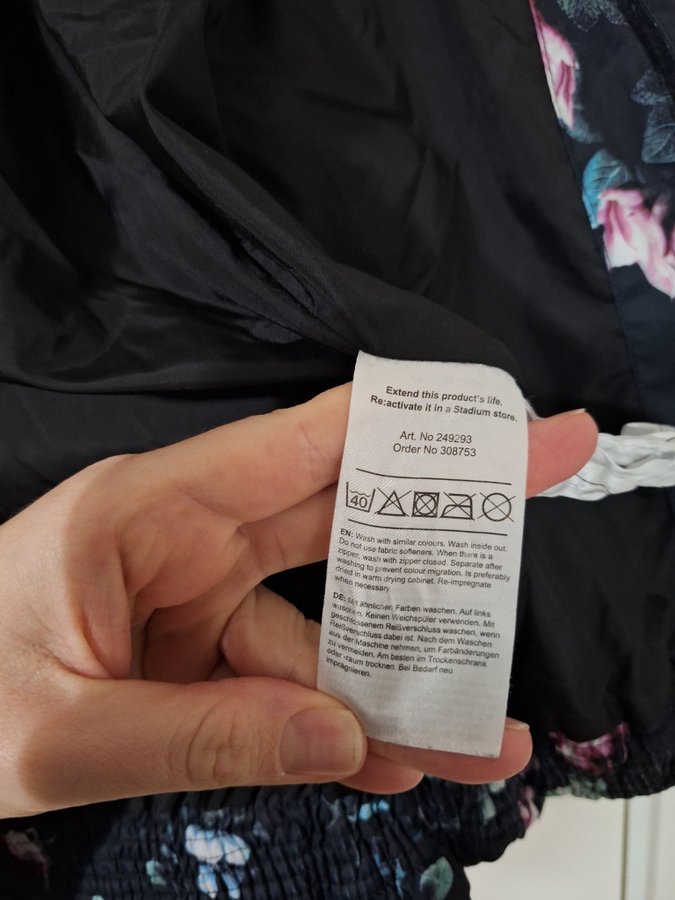 Extend this product's life.
Re:activate it in a Stadium store.
Art. No 249293
Order No 308753
40
EN: Wash with similar colours. Wash inside out.
Do not use fabric softeners. When there is a
zipper, wash with zipper closed. Separate after
washing to prevent colour migration. Is preferably
dried in warm drying cabinet. Re-impregnate
when necessary.
DE: Mit ähnlichen Farben waschen. Auf links
waschen. Keinen Weichspüler verwenden. Mit
geschlossenem Reißverschluss waschen, wenn
Reißverschluss dabei ist. Nach dem Waschen
aus der Maschine nehmen, um Farbänderungen
zu vermeiden. Am besten im Trockenschrank
oder -raum trocknen. Bei Bedarf neu
imprägnieren.